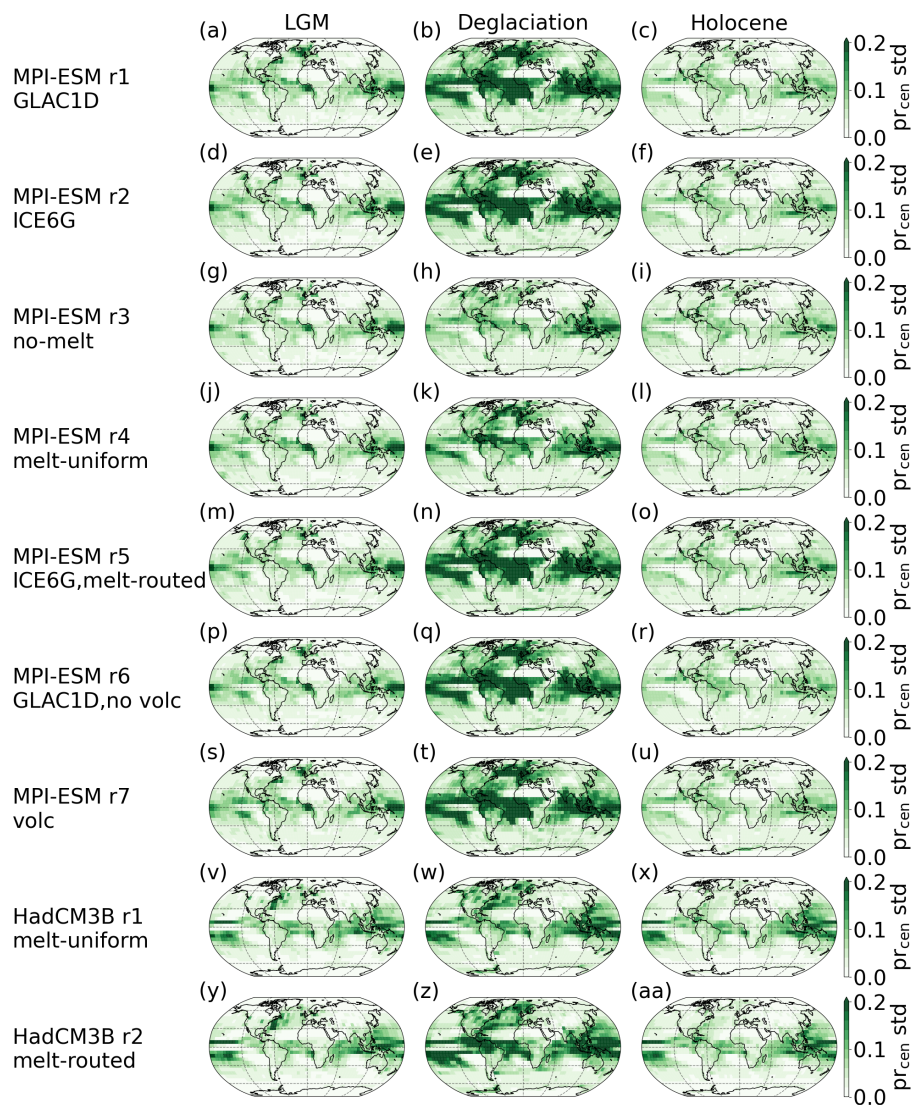 LGM Deglaciation Holocene
(a) (b) (c)
MPI-ESM r1
GLAC1D
0.2
0.1
0.0
pr_cen std
(d) (e) (f)
MPI-ESM r2
ICE6G
0.2
0.1
0.0
pr_cen std
(g) (h) (i)
MPI-ESM r3
no-melt
0.2
0.1
0.0
pr_cen std
(j) (k) (l)
MPI-ESM r4
melt-uniform
0.2
0.1
0.0
pr_cen std
(m) (n) (o)
MPI-ESM r5
ICE6G,melt-routed
0.2
0.1
0.0
pr_cen std
(p) (q) (r)
MPI-ESM r6
GLAC1D,no volc
0.2
0.1
0.0
pr_cen std
(s) (t) (u)
MPI-ESM r7
volc
0.2
0.1
0.0
pr_cen std
(v) (w) (x)
HadCM3B r1
melt-uniform
0.2
0.1
0.0
pr_cen std
(y) (z) (aa)
HadCM3B r2
melt-routed
0.2
0.1
0.0
pr_cen std